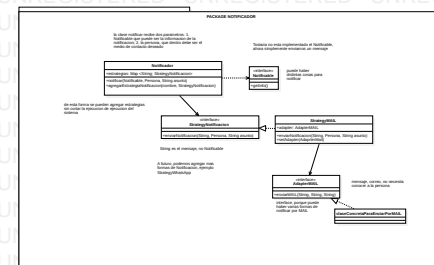 PACKAGE NOTIFICADOR
la clase notificar recibe dos parametros, 1.
Notificable que puede ser la informacion de la
notificacion, 2. la persona, que dentro debe ser el
medio de contacto deseado
Todavia no esta implementado el Notificable,
ahora simplemente enviamos un message
Notificador
+estrategias: Map <String, StrategyNotificacion>
+notificar(Notificable, Persona, String asunto)
+agregarEstrategiaNotificacion(nombre, StrategyNotificacion)
<interface>
Notificable
+getInfo()
puede haber
distintas cosas para
notificar
de esta forma se pueden agregar estrategias
sin cortar la ejecucion de ejecucion del
sistema
<interface>
StrategyNotificacion
+enviarNotificacion(String, Persona, String asunto)
StrategyMAIL
+adapter: AdapterMAIL
+enviarNotificacion(String, Persona, String asunto)
+setAdapter(AdapterMail)
String es el mensaje, no Notificable
A futuro, podemos agregar mas
formas de Notificacion, ejemplo
StrategyWhatsApp
<interface>
AdapterMAIL
+enviarMAIL(String, String, String)
mensaje, correo, no necesita
conocer a la persona
interface, porque puede
haber varias formas de
notificar por MAIL
claseConcretaParaEnviarPorMAIL